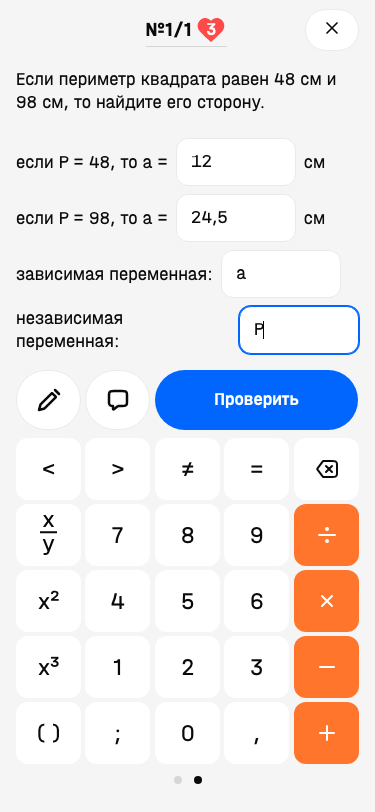 №1/1 3
Если периметр квадрата равен 48 см и
98 см, то найдите его сторону.
если P = 48, то a = 12 см
если P = 98, то a = 24,5 см
зависимая переменная: a
независимая
переменная: P
Проверить
< > ≠ =
x/y 7 8 9 ÷
x² 4 5 6 ×
x³ 1 2 3 −
( ) ; 0 , +